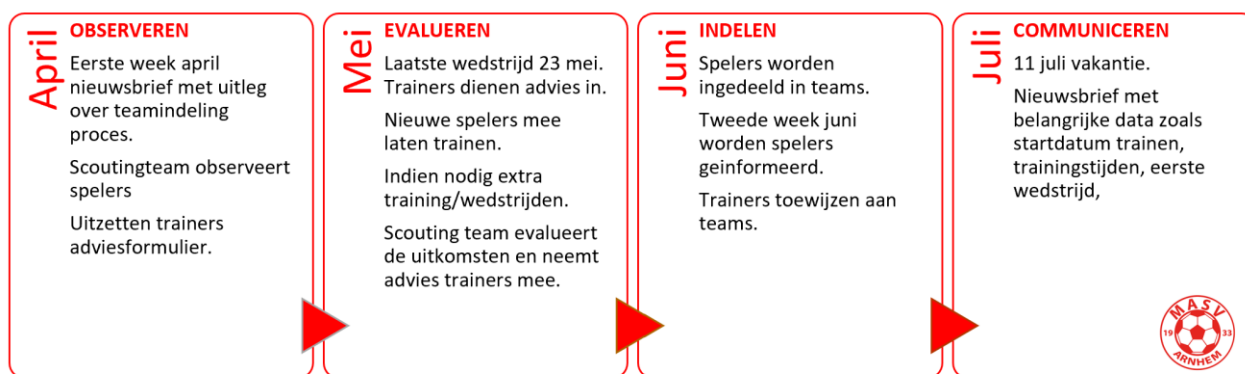 April
OBSERVEREN
Eerste week april
nieuwsbrief met uitleg
over teamindeling
proces.
Scoutingteam observeert
spelers
Uitzetten trainers
adviesformulier.
Mei
EVALUEREN
Laatste wedstrijd 23 mei.
Trainers dienen advies in.
Nieuwe spelers mee
laten trainen.
Indien nodig extra
training/wedstrijden.
Scouting team evalueert
de uitkomsten en neemt
advies trainers mee.
Juni
INDELEN
Spelers worden
ingedeeld in teams.
Tweede week juni
worden spelers
geinformeerd.
Trainers toewijzen aan
teams.
Juli
COMMUNICEREN
11 juli vakantie.
Nieuwsbrief met
belangrijke data zoals
startdatum trainen,
trainingstijden, eerste
wedstrijd,
MASV
19 33
ARNHEM